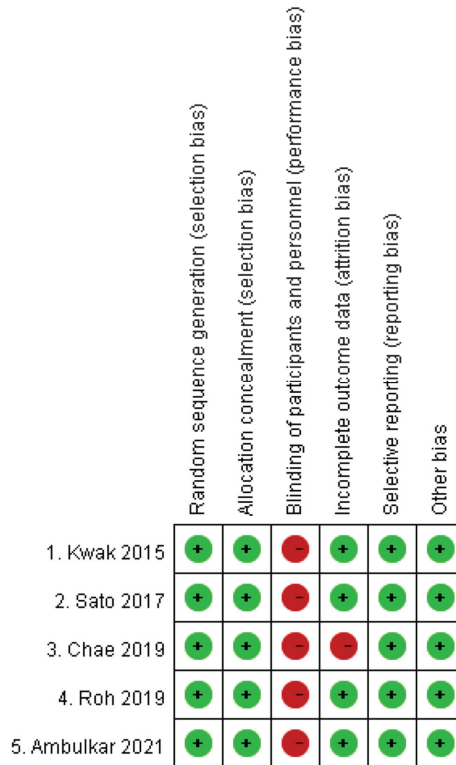 Random sequence generation (selection bias)
Allocation concealment (selection bias)
Blinding of participants and personnel (performance bias)
Incomplete outcome data (attrition bias)
Selective reporting (reporting bias)
Other bias
1. Kwak 2015 + + - + + +
2. Sato 2017 + + - + + +
3. Chae 2019 + + - - + +
4. Roh 2019 + + - + + +
5. Ambulkar 2021 + + - + + +